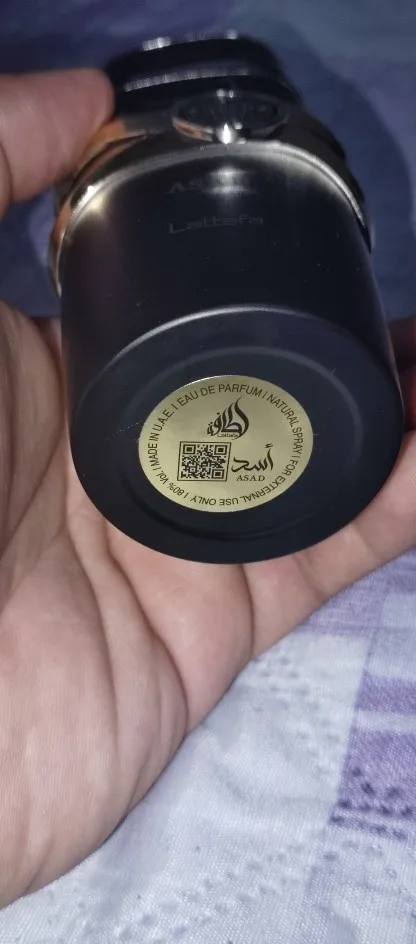 Lattafa
MADE IN U.A.E. | EAU DE PARFUM | NATURAL SPRAY | FOR EXTERNAL USE ONLY | 80% Vol. |
لطافة
Lattafa
أسد
ASAD